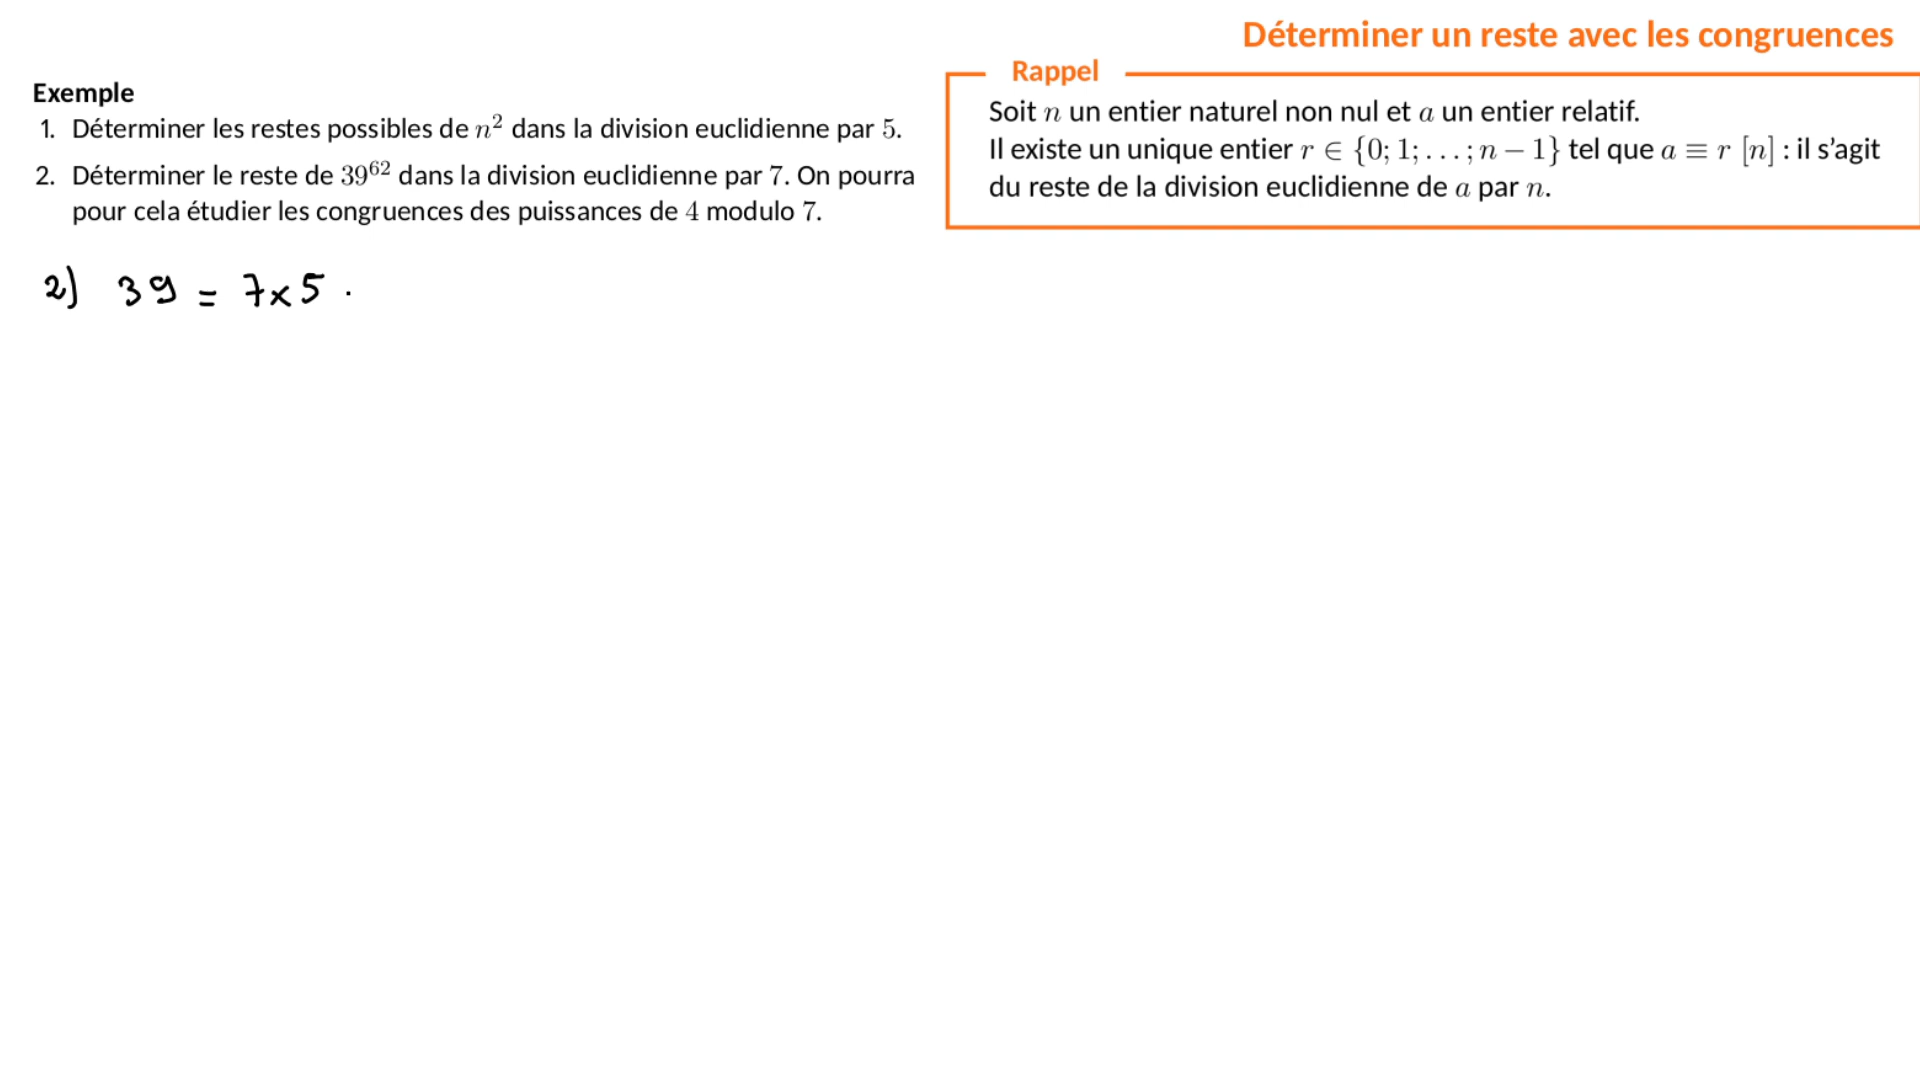 Déterminer un reste avec les congruences
Exemple
1. Déterminer les restes possibles de n² dans la division euclidienne par 5.
2. Déterminer le reste de 39⁶² dans la division euclidienne par 7. On pourra
pour cela étudier les congruences des puissances de 4 modulo 7.
Rappel
Soit n un entier naturel non nul et a un entier relatif.
Il existe un unique entier r ∈ {0; 1; . . . ; n − 1} tel que a ≡ r [n] : il s’agit
du reste de la division euclidienne de a par n.
2) 39 = 7×5 .